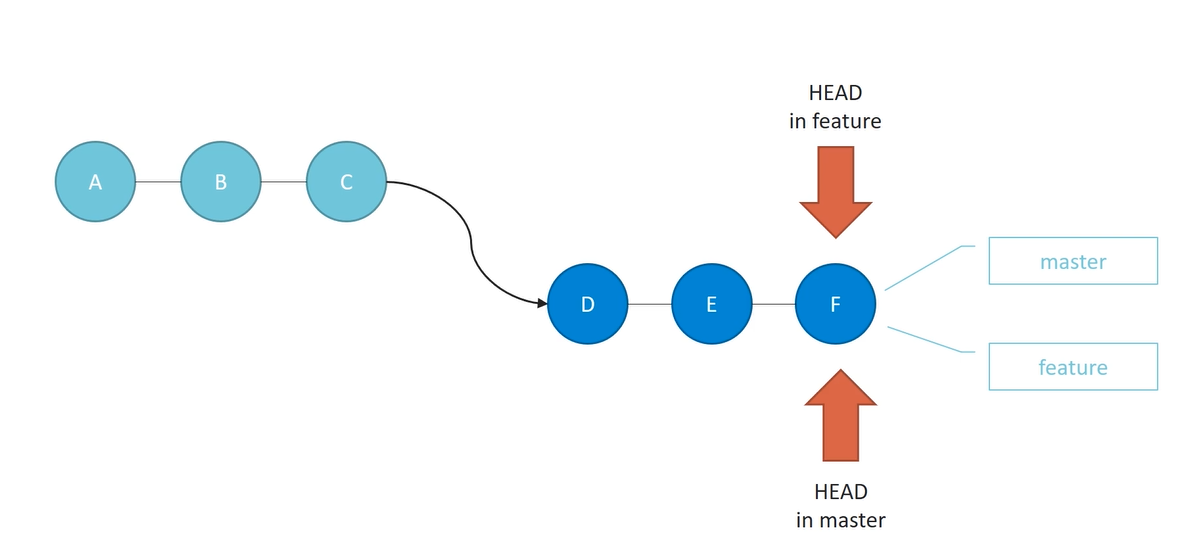 HEAD
in feature
A
B
C
master
D
E
F
feature
HEAD
in master